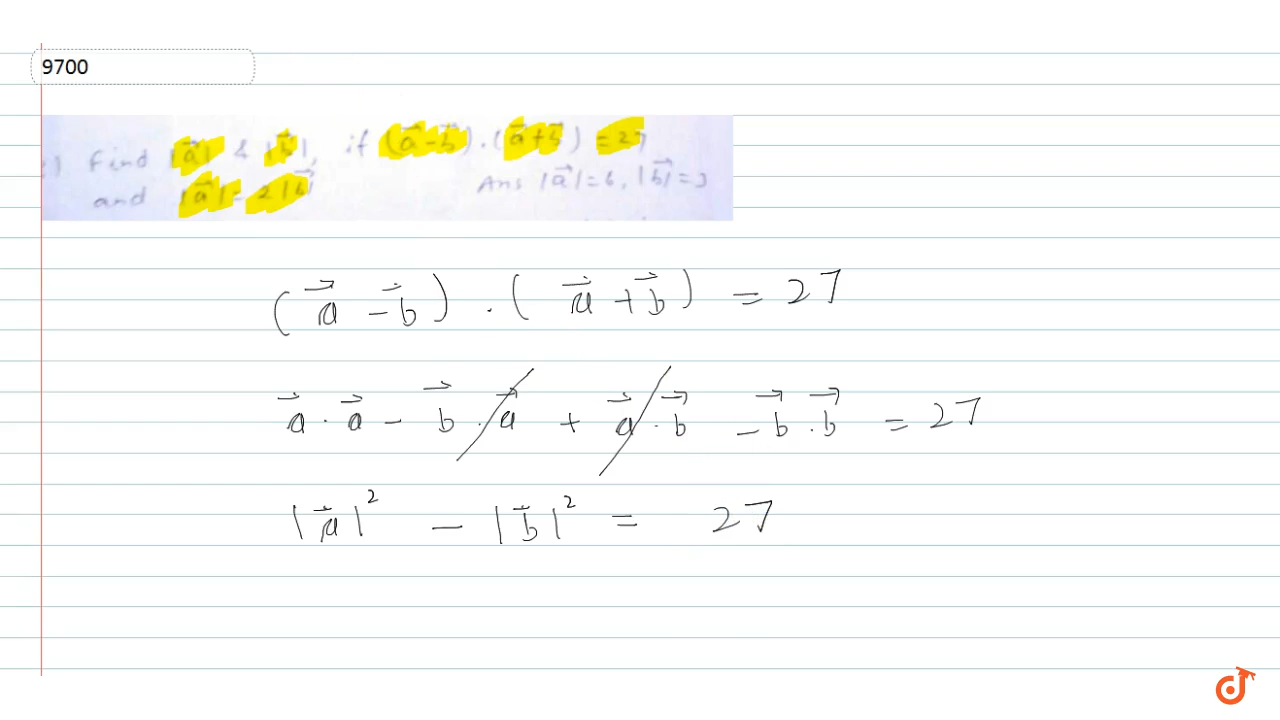 9700
Find |a⃗| & |b⃗|, if (a⃗-b⃗).(a⃗+b⃗) = 27
and |a⃗| = 2|b⃗| Ans |a⃗|=6, |b⃗|=3
(a⃗ - b⃗) . (a⃗ + b⃗) = 27
a⃗ . a⃗ - b⃗ . a⃗ + a⃗ . b⃗ - b⃗ . b⃗ = 27
|a⃗|² - |b⃗|² = 27